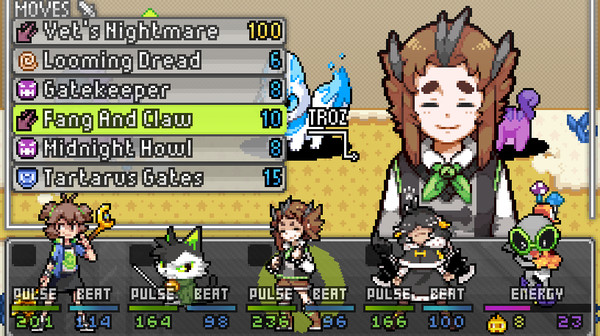 MOVES
Vet's Nightmare 100
Looming Dread 6
Gatekeeper 8
Fang And Claw 10
Midnight Howl 8
Tartarus Gates 15
TROZ
PULSE BEAT PULSE BEAT PULSE BEAT PULSE BEAT ENERGY
201 114 164 98 236 96 166 100 8 23